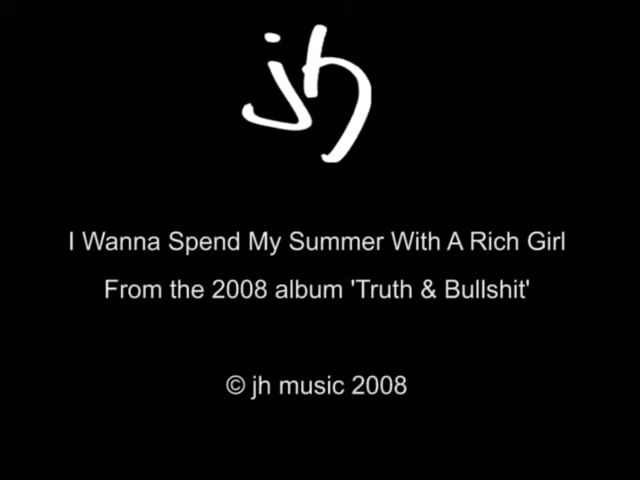 jh
I Wanna Spend My Summer With A Rich Girl
From the 2008 album 'Truth & Bullshit'
© jh music 2008